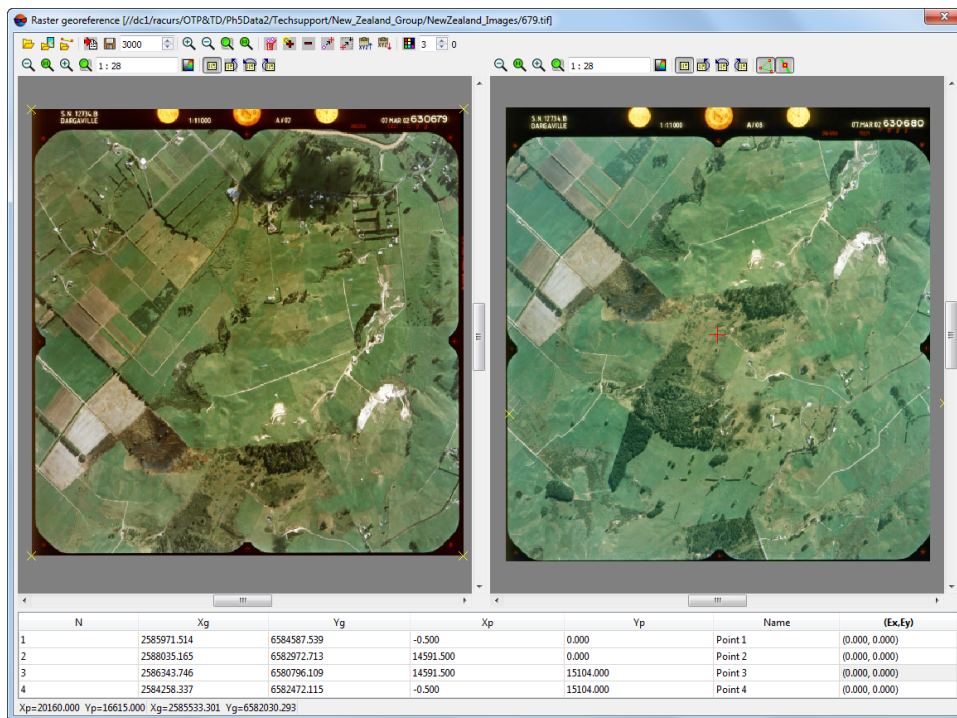 Raster georeference [//dc1/racurs/OTP&TD/Ph5Data2/Techsupport/New_Zealand_Group/NewZealand_Images/679.tif]
3000
3
0
1 : 28
1 : 28
S.N. 12734.B
DARGAVILLE
1:11000
A/07
07 MAR 02 630679
S.N. 12734.B
DARGAVILLE
1:11000
A/08
07.MAR 02 630680
N Xg Yg Xp Yp Name (Ex,Ey)
1 2585971.514 6584587.539 -0.500 0.000 Point 1 (0.000, 0.000)
2 2588035.165 6582972.713 14591.500 0.000 Point 2 (0.000, 0.000)
3 2586343.746 6580796.109 14591.500 15104.000 Point 3 (0.000, 0.000)
4 2584258.337 6582472.115 -0.500 15104.000 Point 4 (0.000, 0.000)
Xp=20160.000 Yp=16615.000 Xg=2585533.301 Yg=6582030.293